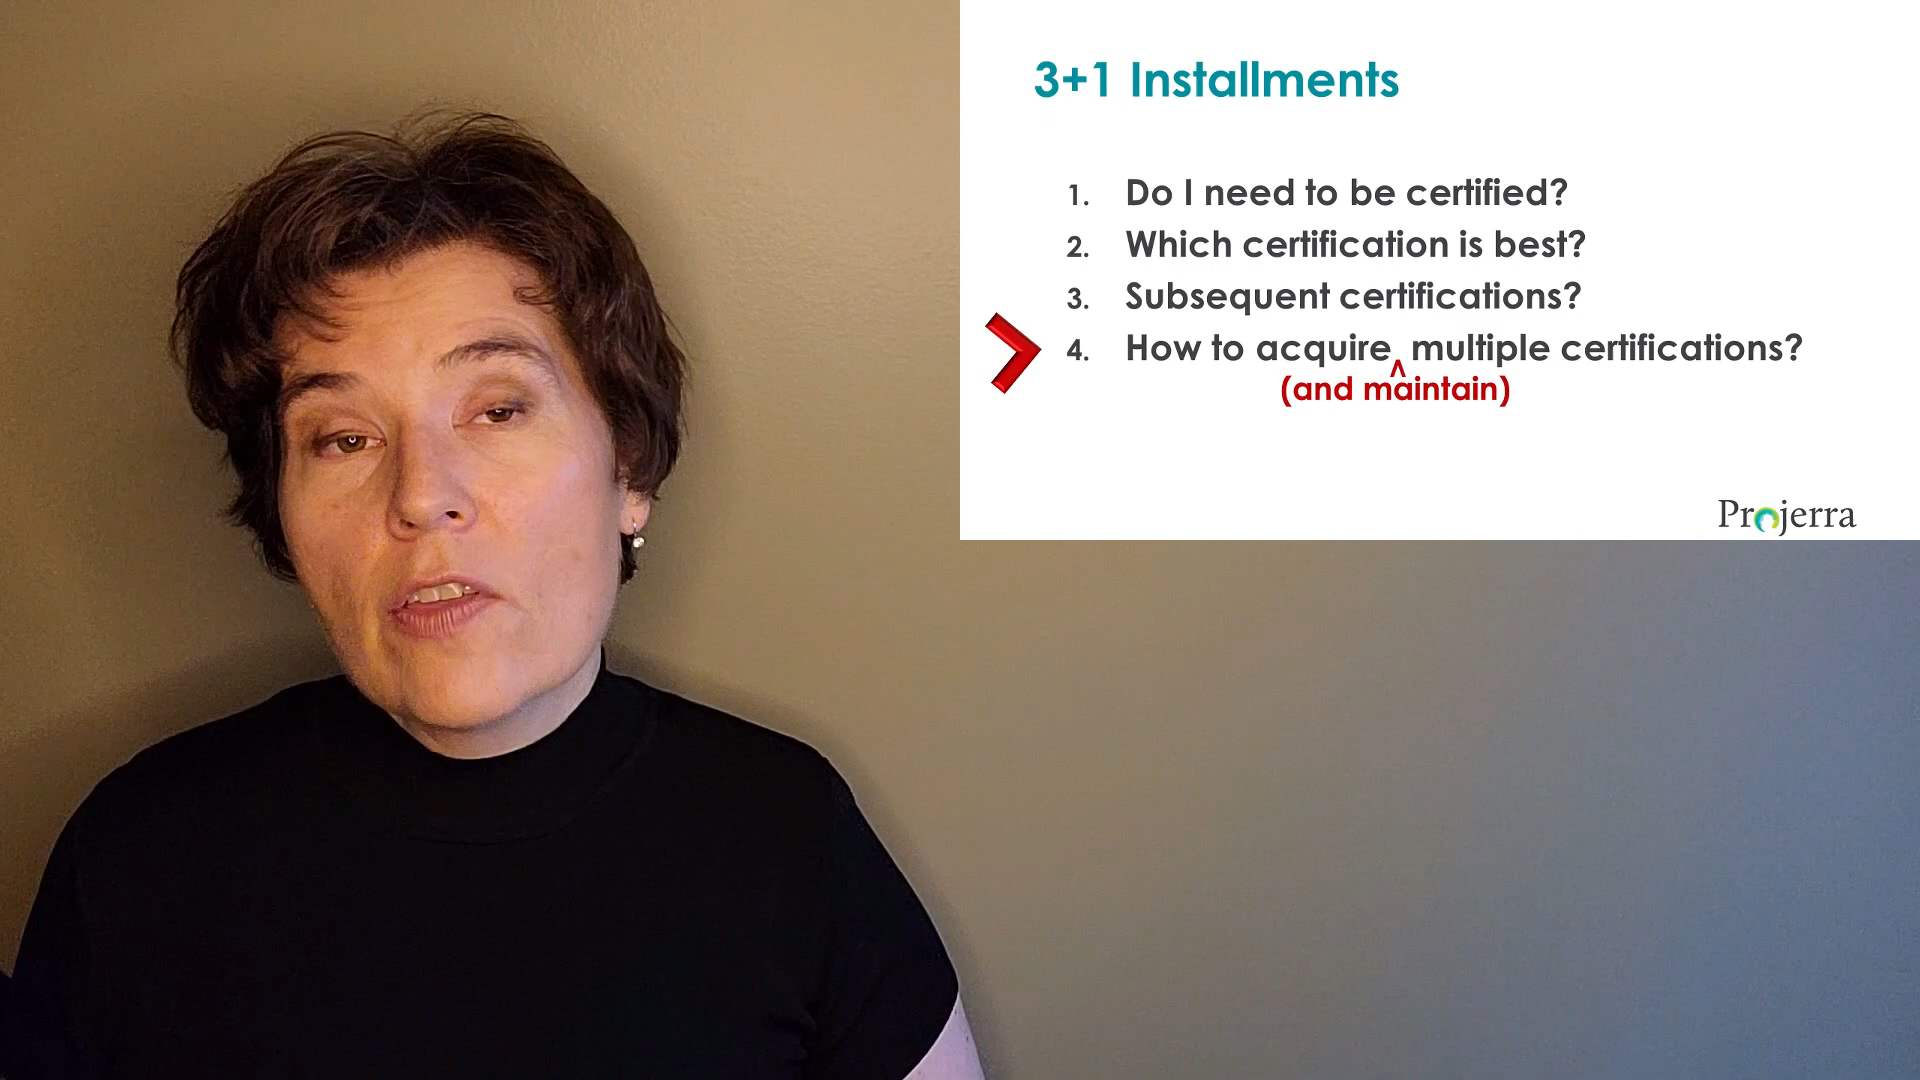 3+1 Installments
1. Do I need to be certified?
2. Which certification is best?
3. Subsequent certifications?
4. How to acquire ^ multiple certifications?
(and maintain)
Projerra